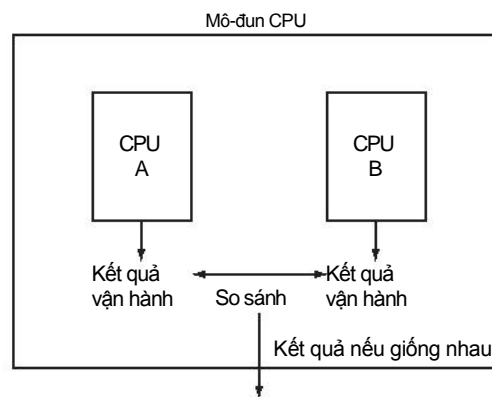 Mô-đun CPU
CPU
A
CPU
B
Kết quả
vận hành
So sánh
Kết quả
vận hành
Kết quả nếu giống nhau